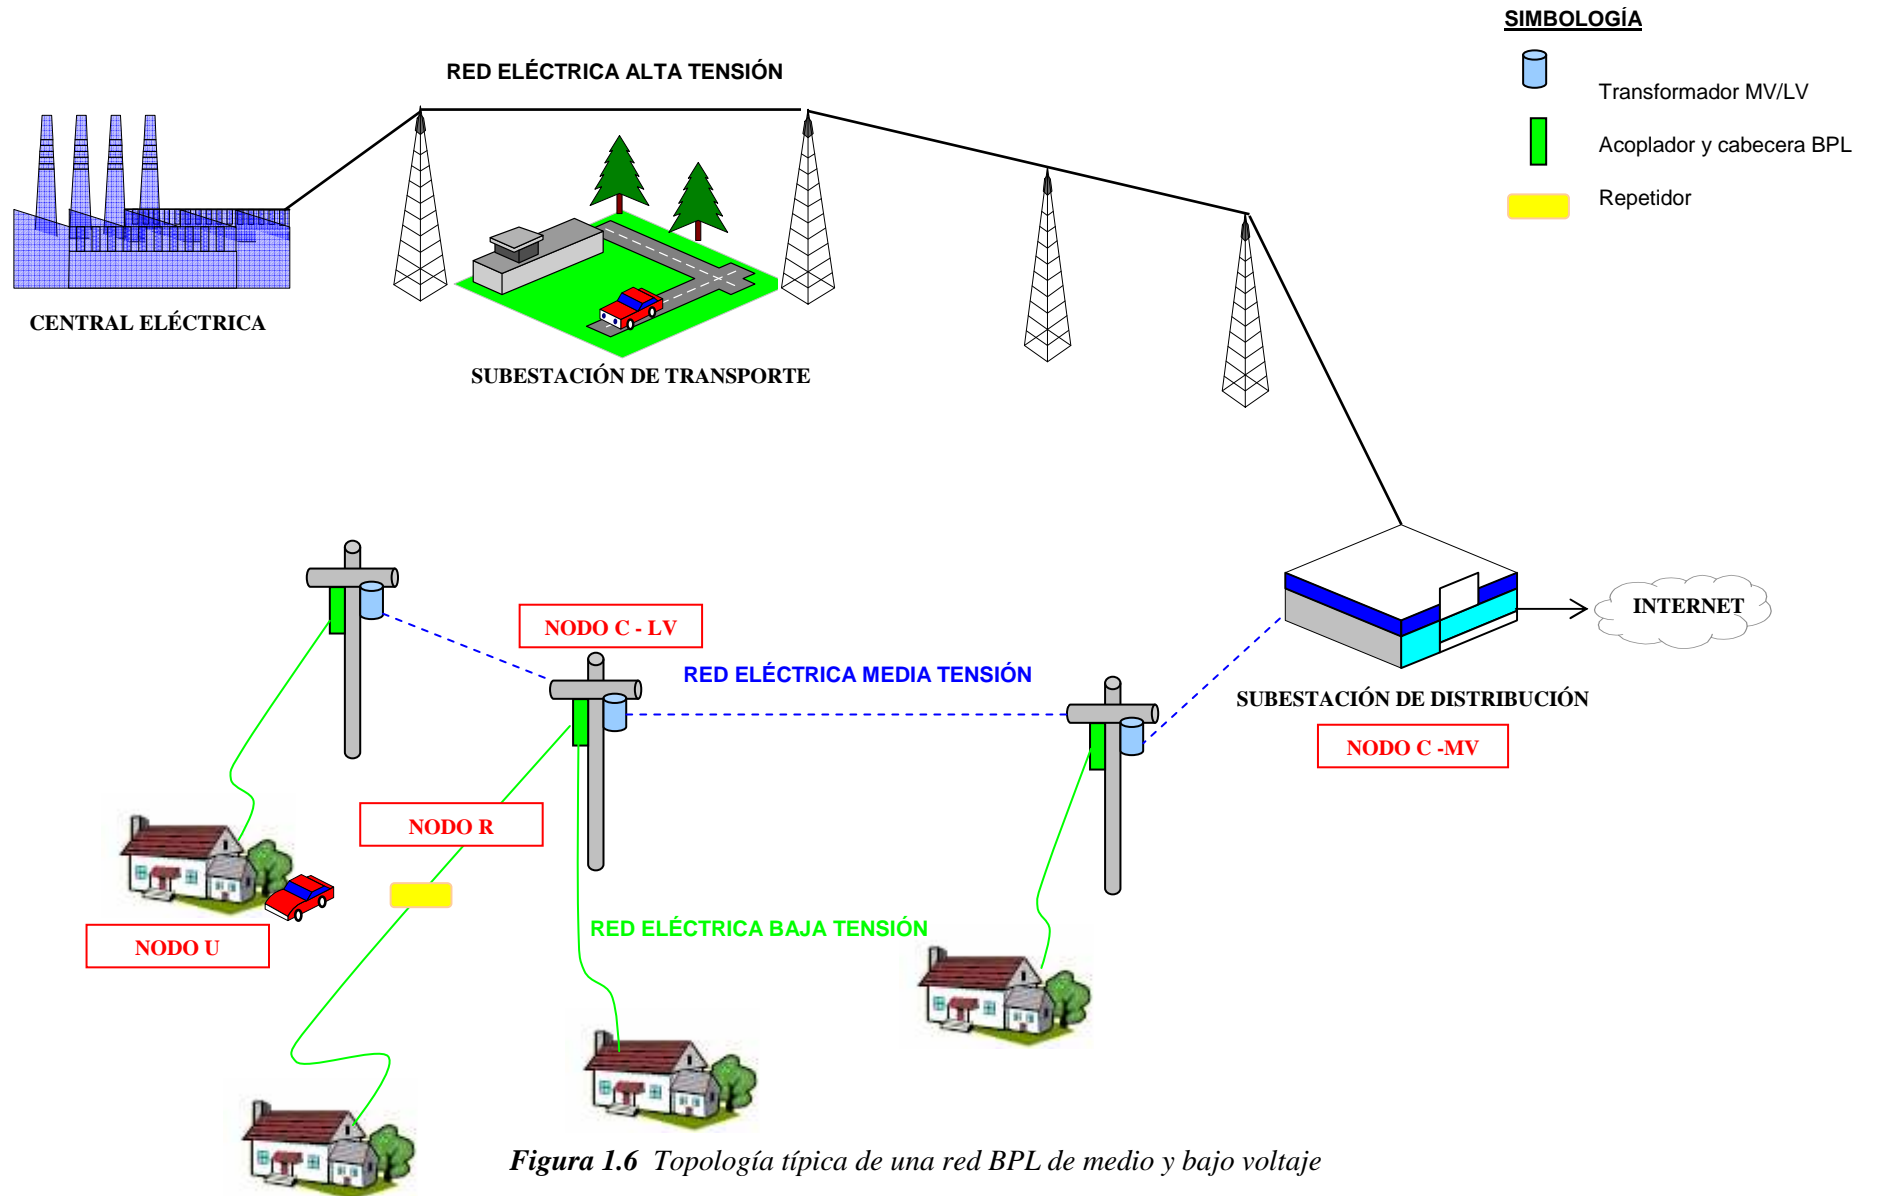 SIMBOLOGÍA
RED ELÉCTRICA ALTA TENSIÓN
Transformador MV/LV
Acoplador y cabecera BPL
Repetidor
CENTRAL ELÉCTRICA
SUBESTACIÓN DE TRANSPORTE
INTERNET
NODO C - LV
RED ELÉCTRICA MEDIA TENSIÓN
SUBESTACIÓN DE DISTRIBUCIÓN
NODO C -MV
NODO R
RED ELÉCTRICA BAJA TENSIÓN
NODO U
Figura 1.6 Topología típica de una red BPL de medio y bajo voltaje